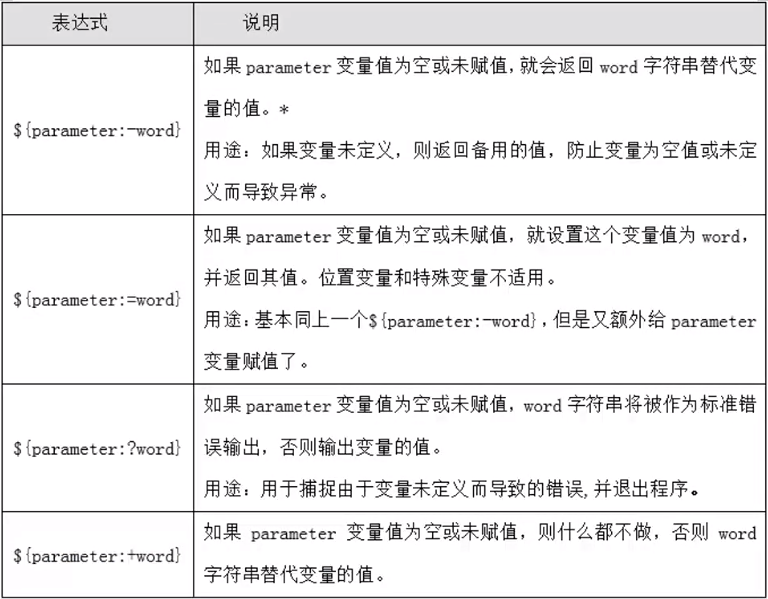 表达式 说明
如果 parameter 变量值为空或未赋值,就会返回 word 字符串替代变
量的值。*
${parameter:-word}
用途：如果变量未定义，则返回备用的值，防止变量为空值或未定
义而导致异常。
如果 parameter 变量值为空或未赋值，就设置这个变量值为 word，
并返回其值。位置变量和特殊变量不适用。
${parameter:=word}
用途：基本同上一个${parameter:-word}，但是又额外给 parameter
变量赋值了。
如果 parameter 变量值为空或未赋值，word 字符串将被作为标准错
误输出，否则输出变量的值。
${parameter:?word}
用途：用于捕捉由于变量未定义而导致的错误,并退出程序。
如果 parameter 变量值为空或未赋值，则什么都不做，否则 word
${parameter:+word}
字符串替代变量的值。